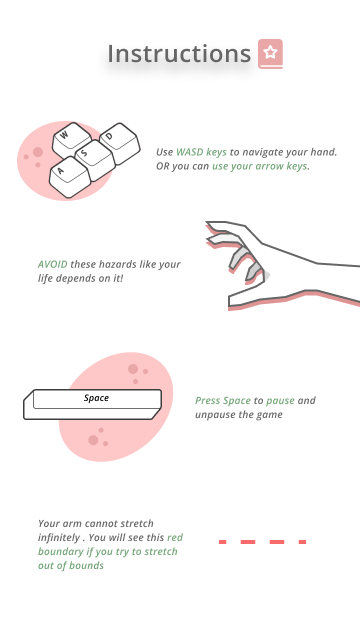 Instructions
W
D
S
A
Use WASD keys to navigate your hand.
OR you can use your arrow keys.
AVOID these hazards like your
life depends on it!
Space
Press Space to pause and
unpause the game
Your arm cannot stretch
infinitely . You will see this red
boundary if you try to stretch
out of bounds